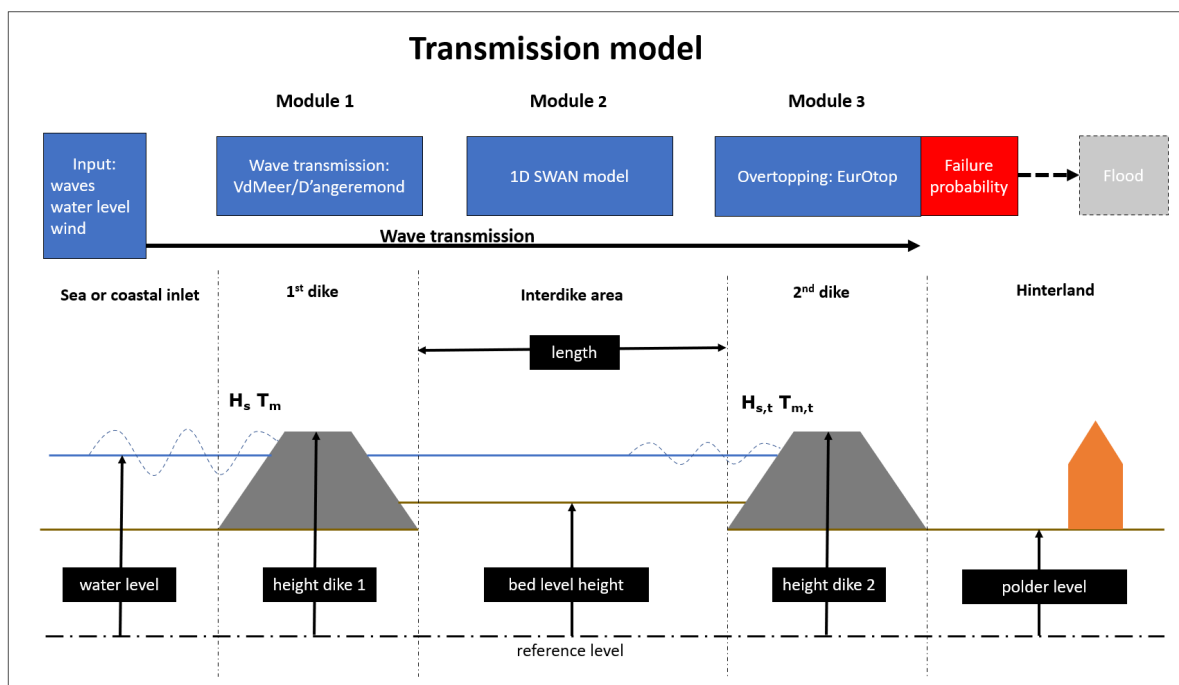 Transmission model
Module 1
Module 2
Module 3
Input:
waves
water level
wind
Wave transmission:
VdMeer/D'angeremond
1D SWAN model
Overtopping: EurOtop
Failure
probability
Flood
Wave transmission
Sea or coastal inlet
1st dike
Interdike area
2nd dike
Hinterland
length
Hs Tm
Hs,t Tm,t
water level
height dike 1
bed level height
height dike 2
polder level
reference level